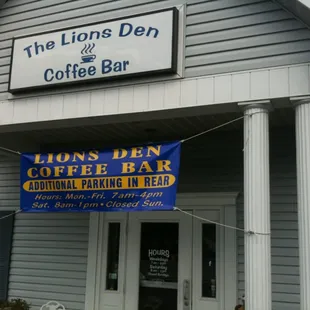 The Lions Den
Coffee Bar
LIONS DEN
COFFEE BAR
ADDITIONAL PARKING IN REAR
Hours: Mon.-Fri. 7am-4pm
Sat. 8am-1pm • Closed Sun.
HOURS